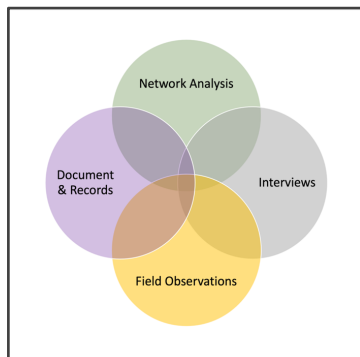 Network Analysis
Document
& Records
Interviews
Field Observations